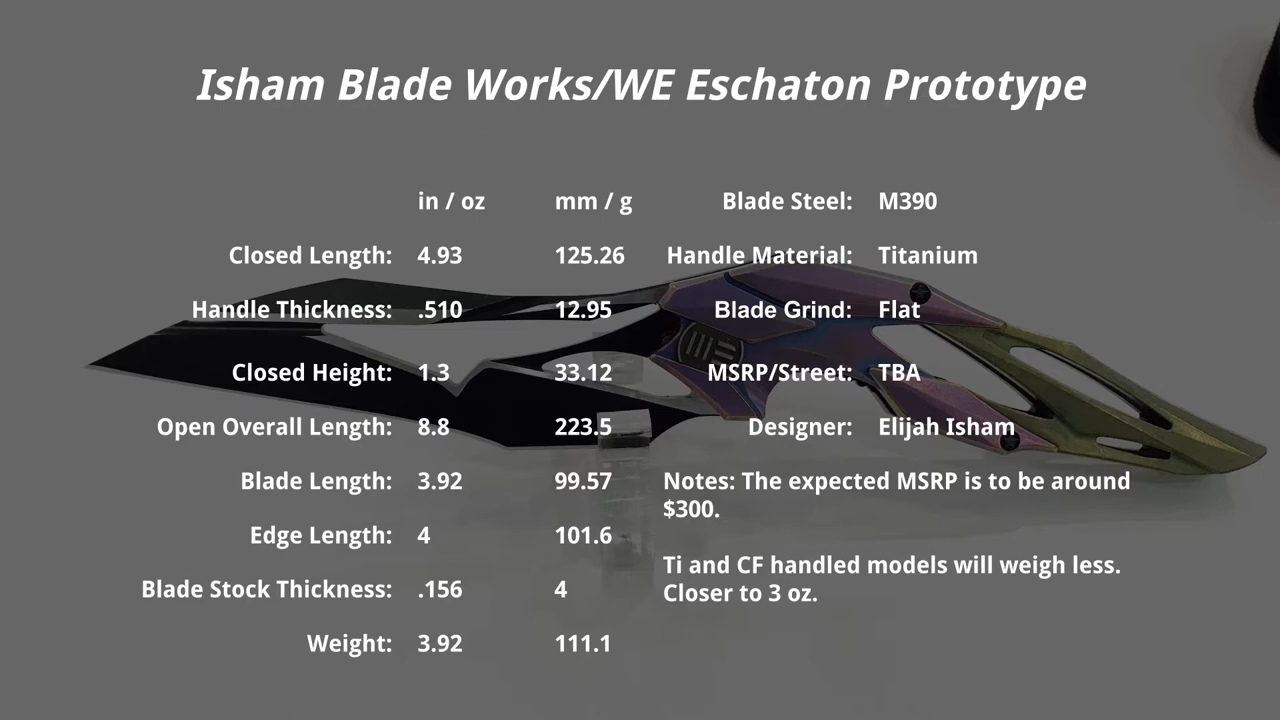 Isham Blade Works/WE Eschaton Prototype
in / oz mm / g
Closed Length: 4.93 125.26
Handle Thickness: .510 12.95
Closed Height: 1.3 33.12
Open Overall Length: 8.8 223.5
Blade Length: 3.92 99.57
Edge Length: 4 101.6
Blade Stock Thickness: .156 4
Weight: 3.92 111.1
Blade Steel: M390
Handle Material: Titanium
Blade Grind: Flat
MSRP/Street: TBA
Designer: Elijah Isham
Notes: The expected MSRP is to be around
$300.
Ti and CF handled models will weigh less.
Closer to 3 oz.